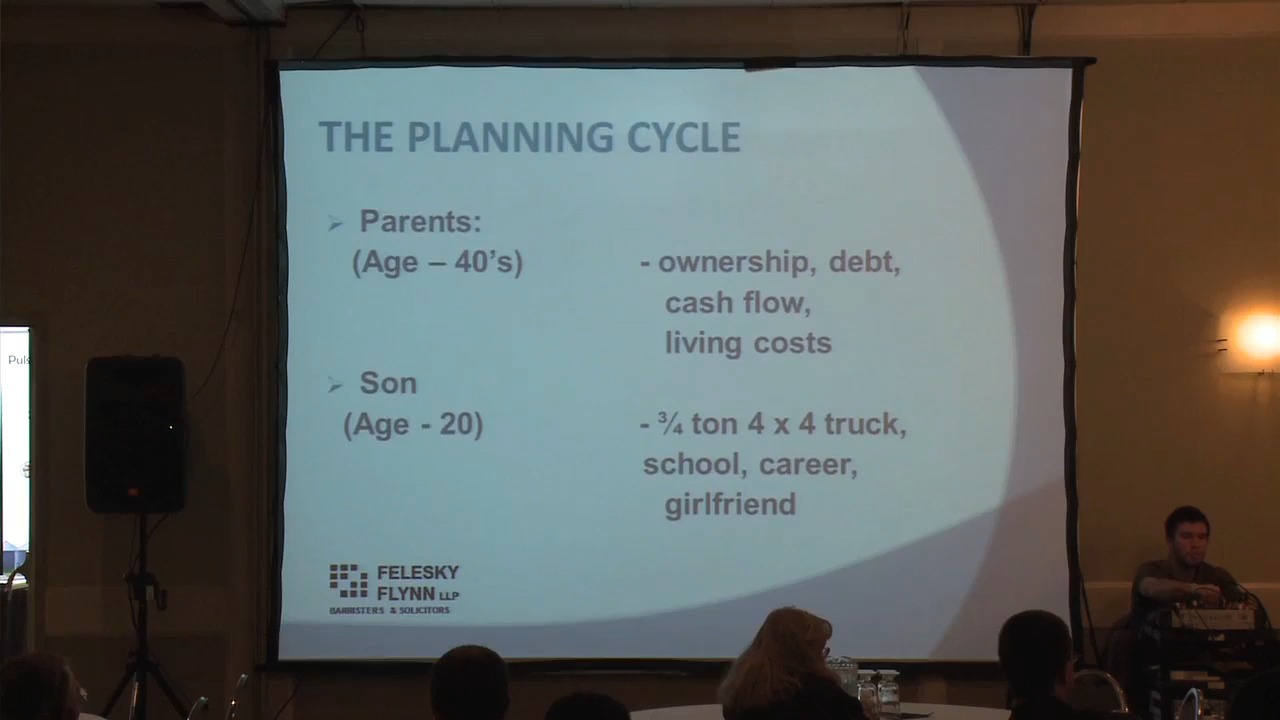 THE PLANNING CYCLE
Parents:
(Age – 40's) - ownership, debt,
cash flow,
living costs
Son
(Age - 20) - ¾ ton 4 x 4 truck,
school, career,
girlfriend
FELESKY
FLYNN LLP
BARRISTERS & SOLICITORS
Puls